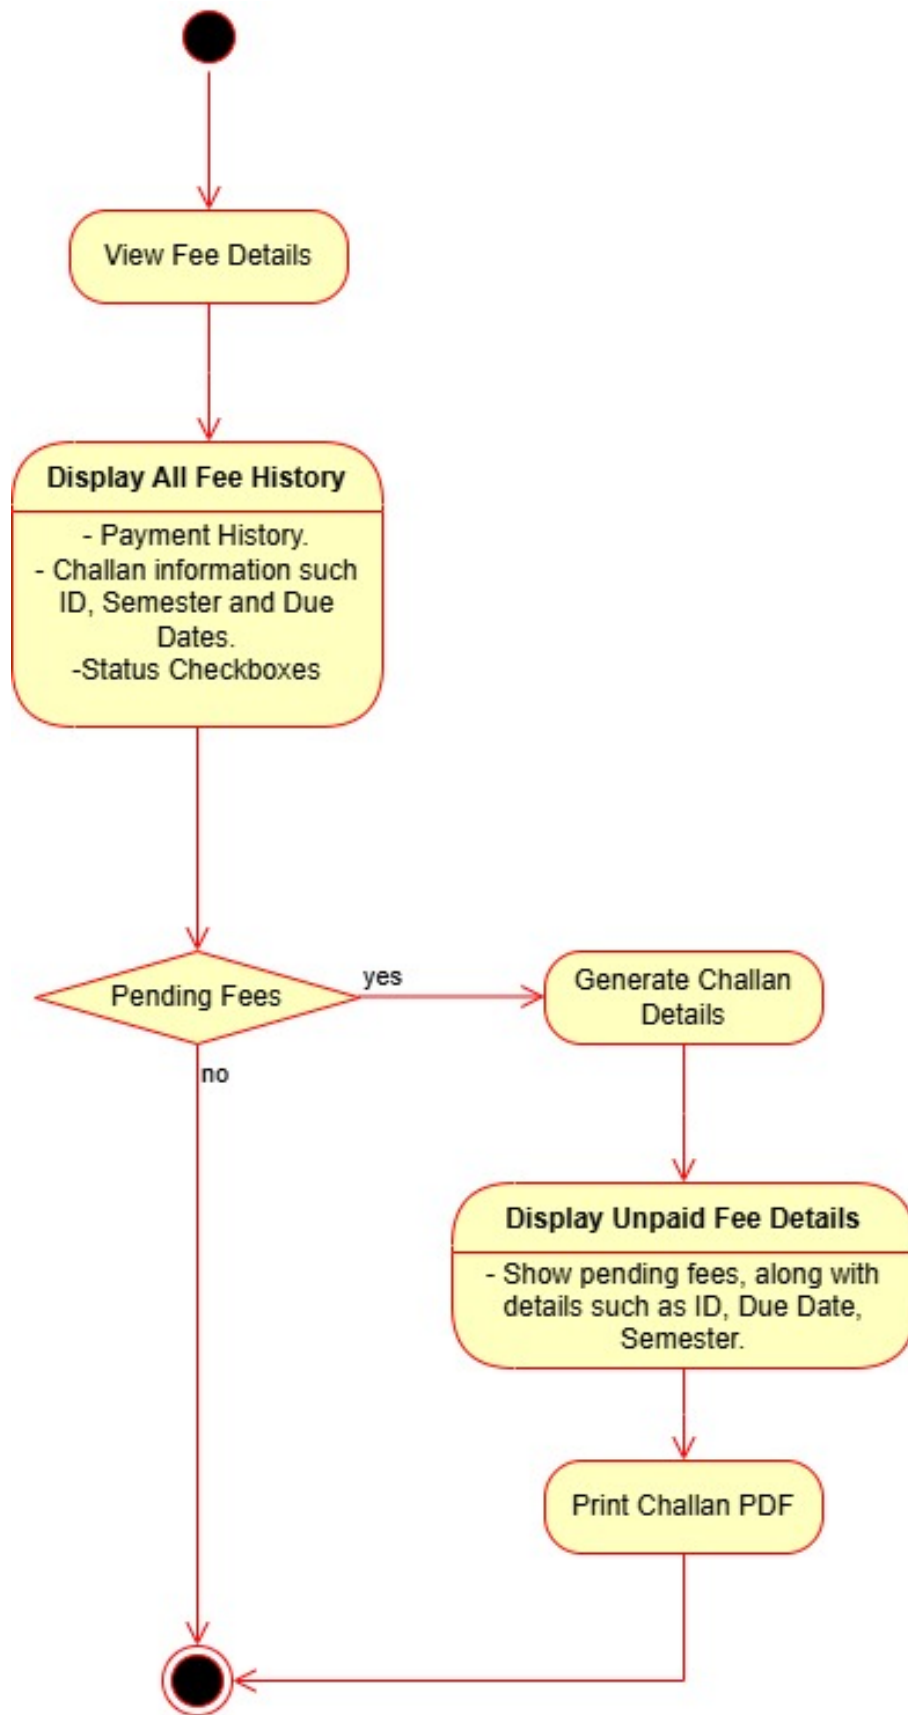 View Fee Details
Display All Fee History
- Payment History.
- Challan information such
ID, Semester and Due
Dates.
-Status Checkboxes
Pending Fees
yes
no
Generate Challan
Details
Display Unpaid Fee Details
- Show pending fees, along with
details such as ID, Due Date,
Semester.
Print Challan PDF